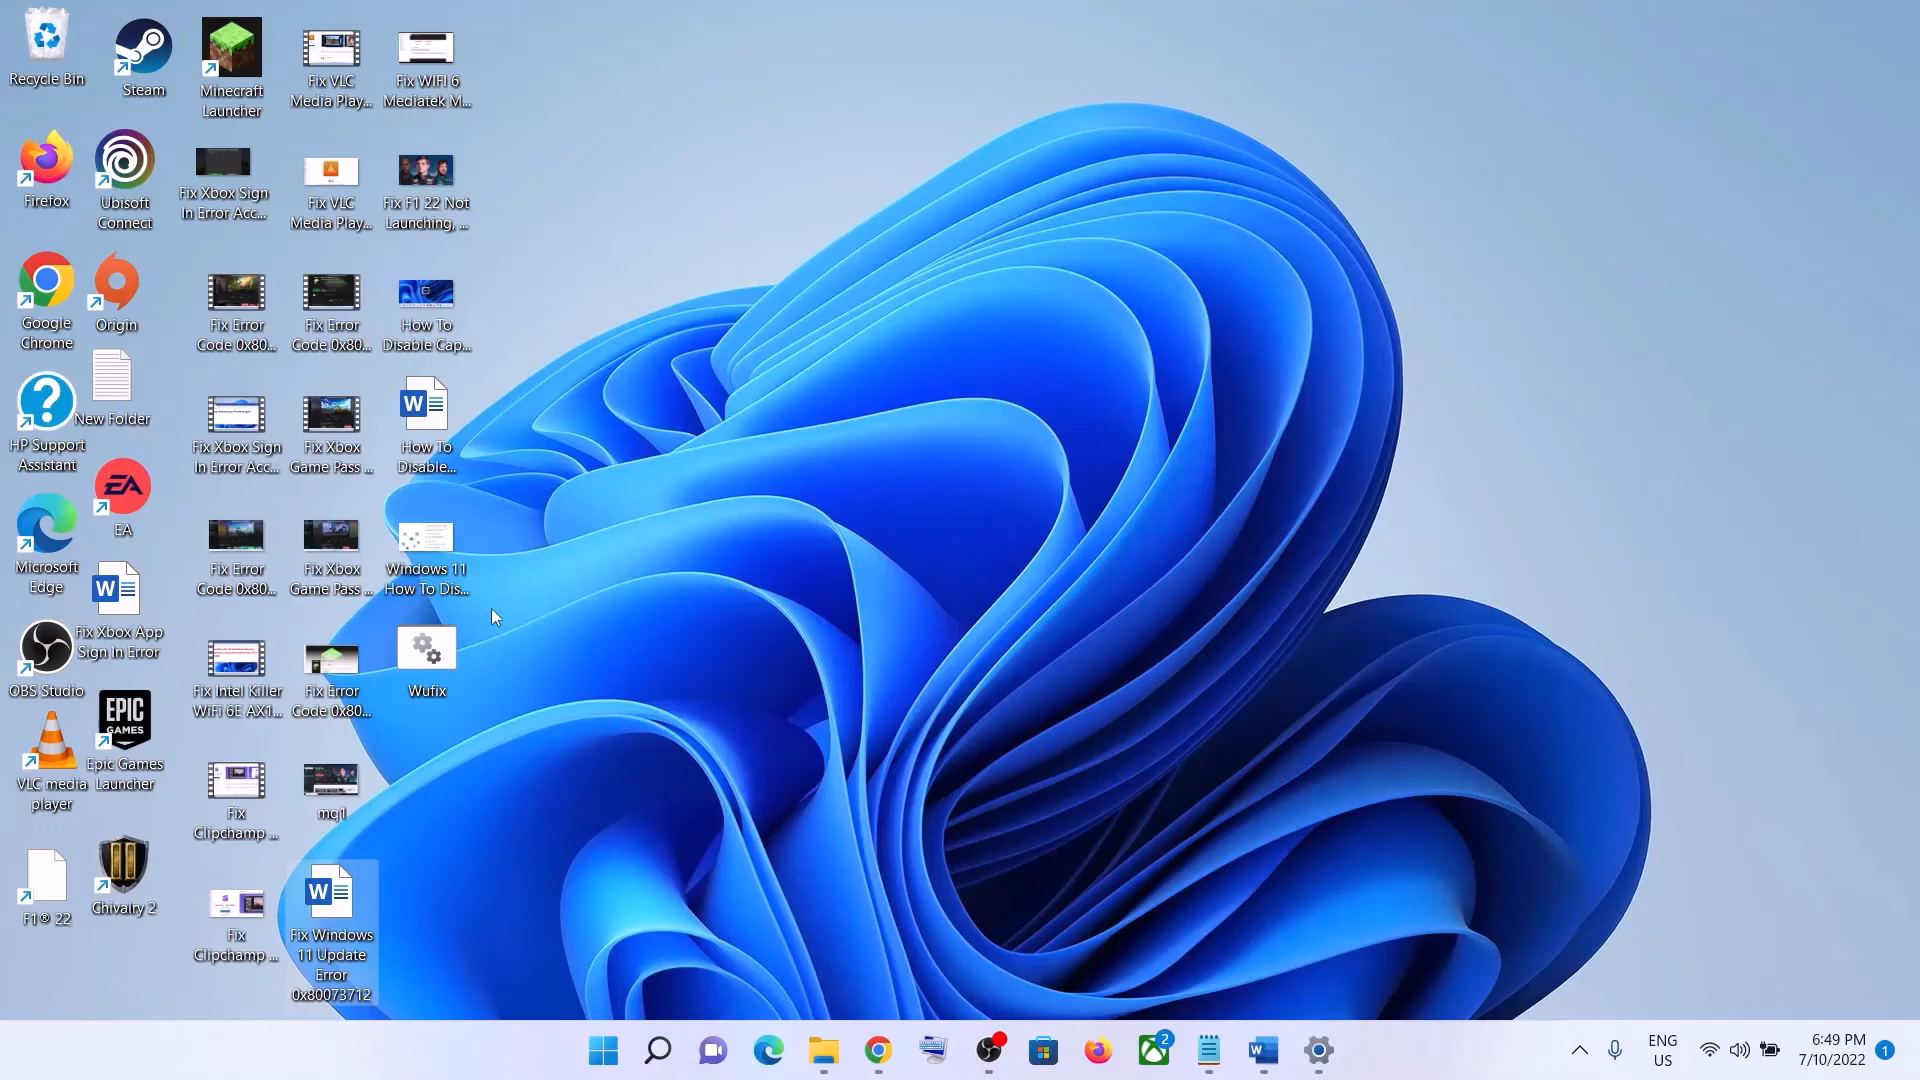 Recycle Bin
Steam
Minecraft
Launcher
Fix VLC
Media Play...
Fix WIFI 6
Mediatek M...
Firefox
Ubisoft
Connect
Fix Xbox Sign
In Error Acc...
Fix VLC
Media Play...
Fix F1 22 Not
Launching, ...
Google
Chrome
Origin
Fix Error
Code 0x80...
Fix Error
Code 0x80...
How To
Disable Cap...
HP Support
Assistant
New Folder
Fix Xbox Sign
In Error Acc...
Fix Xbox
Game Pass ...
W
How To
Disable...
Microsoft
Edge
EA
EA
Fix Error
Code 0x80...
Fix Xbox
Game Pass ...
Windows 11
How To Dis...
OBS Studio
W
Fix Xbox App
Sign In Error
Fix Intel Killer
WiFi 6E AX1...
Fix Error
Code 0x80...
Wufix
VLC media
player
EPIC
GAMES
Epic Games
Launcher
Fix
Clipchamp ...
mq1
F1® 22
Chivalry 2
Fix
Clipchamp ...
W
Fix Windows
11 Update
Error
0x80073712
2
W
ENG
US
6:49 PM
7/10/2022
1